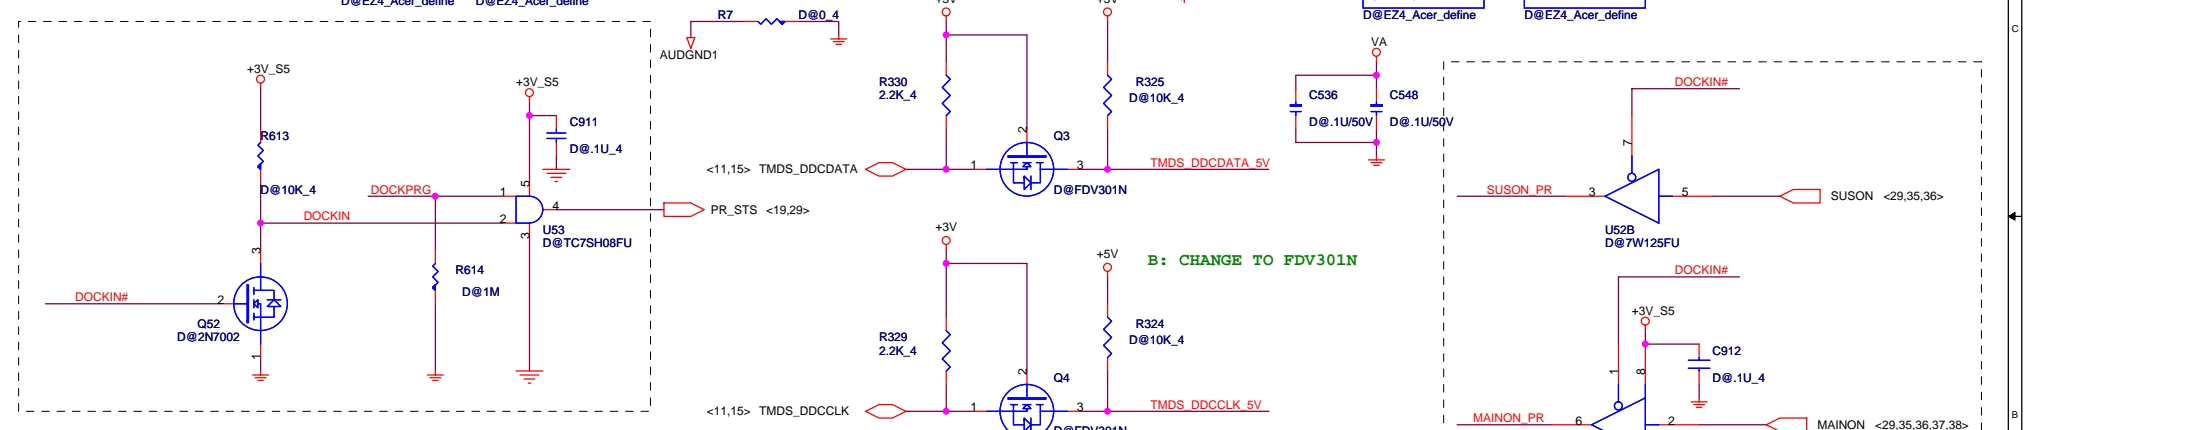 D@EZ4_Acer_define
D@EZ4_Acer_define
R7
D@0_4
AUDGND1
+3V_S5
R613
D@10K_4
DOCKIN
3
DOCKIN#
2
Q52
D@2N7002
1
DOCKPRG
R614
D@1M
+3V_S5
C911
D@.1U_4
5
1
2
4
3
U53
D@TC7SH08FU
PR_STS <19,29>
R330
2.2K_4
R325
D@10K_4
2
Q3
<11,15> TMDS_DDCDATA
1
3
TMDS_DDCDATA_5V
D@FDV301N
+3V
+5V
B: CHANGE TO FDV301N
R329
2.2K_4
R324
D@10K_4
2
Q4
<11,15> TMDS_DDCCLK
1
3
TMDS_DDCCLK_5V
D@FDV301N
D@EZ4_Acer_define
D@EZ4_Acer_define
VA
C536
C548
D@.1U/50V
D@.1U/50V
DOCKIN#
7
SUSON_PR
3
5
SUSON <29,35,36>
U52B
D@7W125FU
DOCKIN#
+3V_S5
C912
D@.1U_4
1
8
MAINON_PR
6
2
MAINON <29,35,36,37,38>
C
B